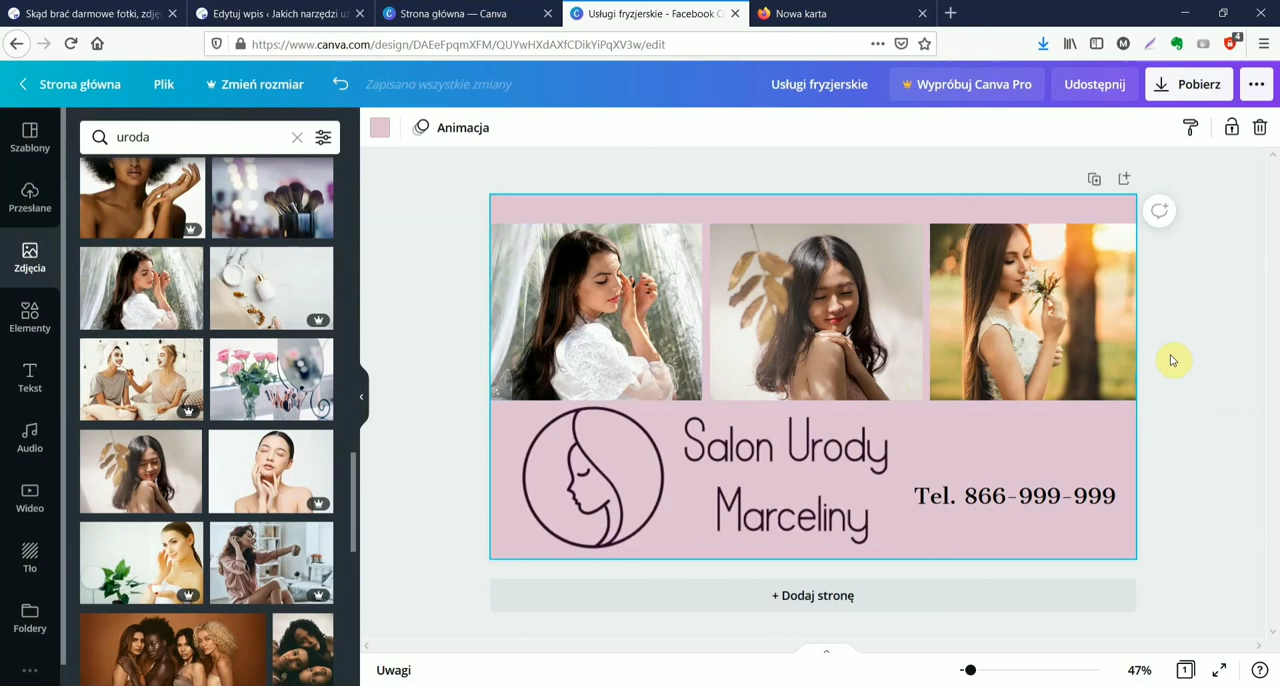 Skąd brać darmowe fotki, zdję
Edytuj wpis ‹ Jakich narzędzi uż
Strona główna — Canva
Usługi fryzjerskie - Facebook C
Nowa karta
https://www.canva.com/design/DAEeFpqmXFM/QUYwHXdAXfCDikYiPqXV3w/edit
4
Strona główna
Plik
Zmień rozmiar
Zapisano wszystkie zmiany
Usługi fryzjerskie
Wypróbuj Canva Pro
Udostępnij
Pobierz
Szablony
Przesłane
Zdjęcia
Elementy
Tekst
Audio
Wideo
Tło
Foldery
uroda
Animacja
Salon Urody
Marceliny
Tel. 866-999-999
+ Dodaj stronę
Uwagi
47%
1